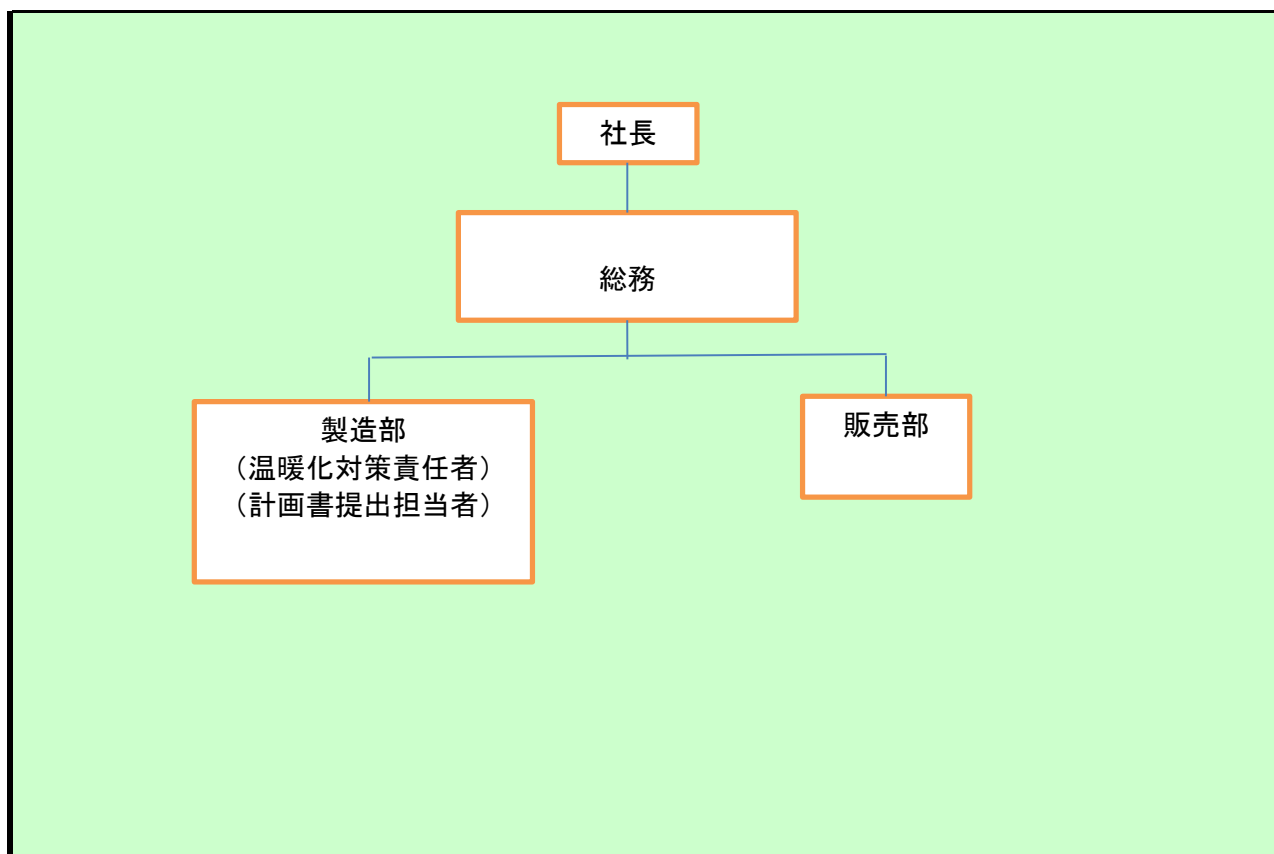 社長
総務
製造部
（温暖化対策責任者）
（計画書提出担当者）
販売部